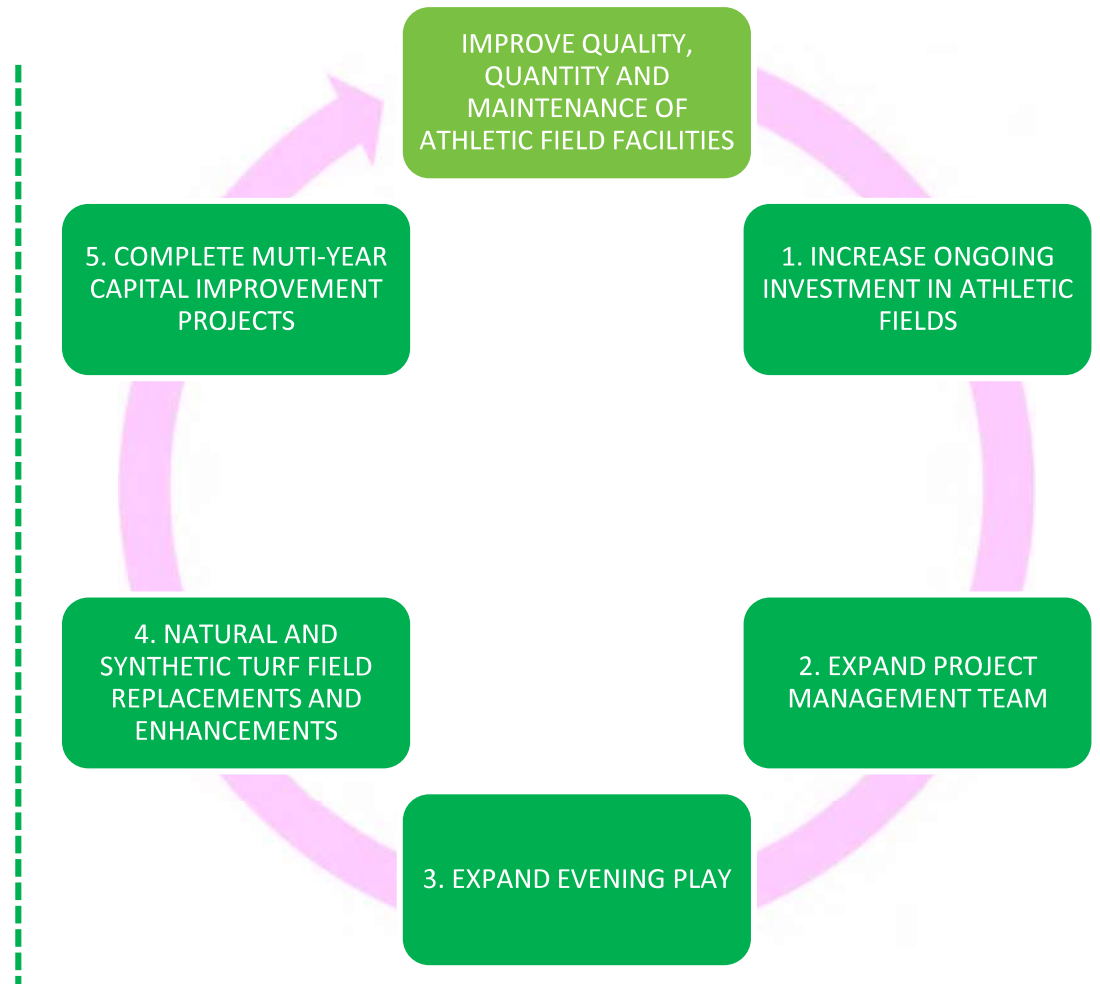 IMPROVE QUALITY,
QUANTITY AND
MAINTENANCE OF
ATHLETIC FIELD FACILITIES
1. INCREASE ONGOING
INVESTMENT IN ATHLETIC
FIELDS
2. EXPAND PROJECT
MANAGEMENT TEAM
3. EXPAND EVENING PLAY
4. NATURAL AND
SYNTHETIC TURF FIELD
REPLACEMENTS AND
ENHANCEMENTS
5. COMPLETE MUTI-YEAR
CAPITAL IMPROVEMENT
PROJECTS